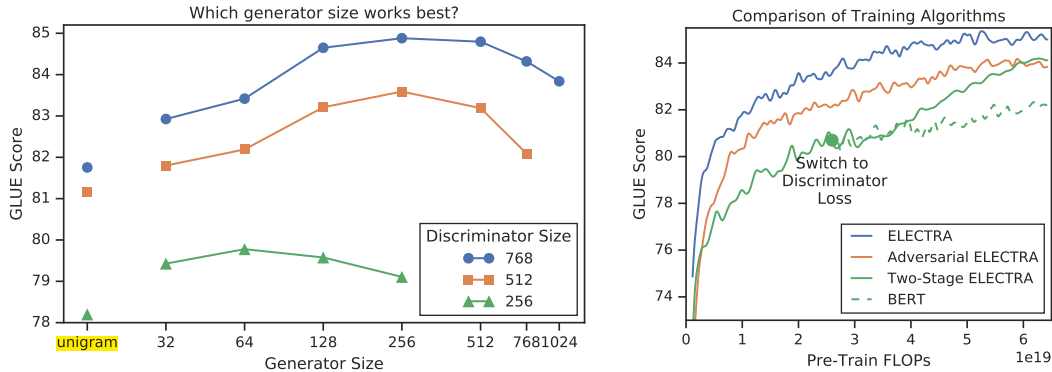 Which generator size works best?
GLUE Score
85
84
83
82
81
80
79
78
unigram 32 64 128 256 512 768 1024
Generator Size
Discriminator Size
768
512
256
Comparison of Training Algorithms
GLUE Score
84
82
80
78
76
74
0 1 2 3 4 5 6
1e19
Pre-Train FLOPs
Switch to
Discriminator
Loss
ELECTRA
Adversarial ELECTRA
Two-Stage ELECTRA
BERT